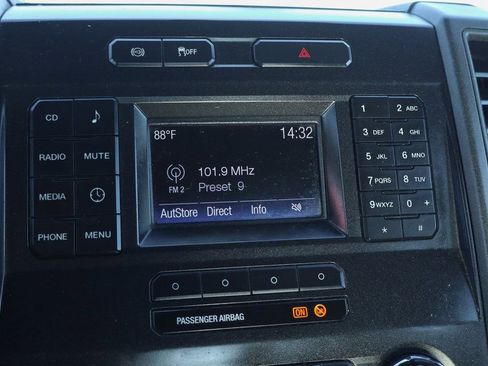 OFF
CD
RADIO MUTE
MEDIA
PHONE MENU
88°F 14:32
101.9 MHz
FM 2
Preset 9
AutoStore Direct Info
1 2 ABC
3 DEF 4 GHI
5 JKL 6 MNO
7 PQRS 8 TUV
9 WXYZ 0 +
* #
PASSENGER AIRBAG ON